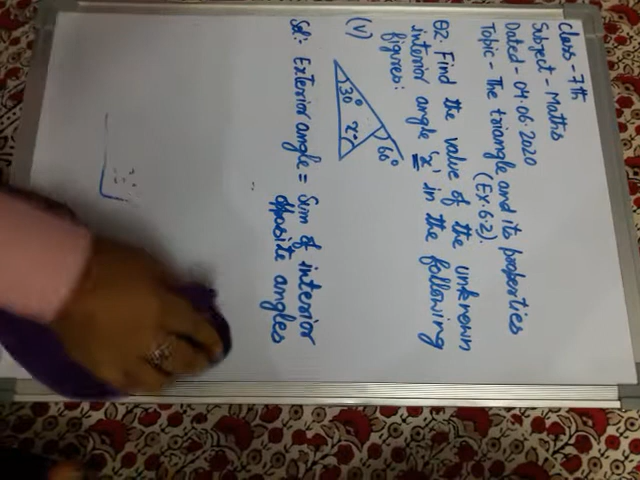 Class - 7th
Subject - Maths
Dated - 04.06.2020
Topic - The triangle and its properties
(Ex.6.2).
Q2. Find the value of the unknown
interior angle 'x' in the following
figures:
(v)
60°
30° x
Sol:- Exterior angle = Sum of interior
opposite angles